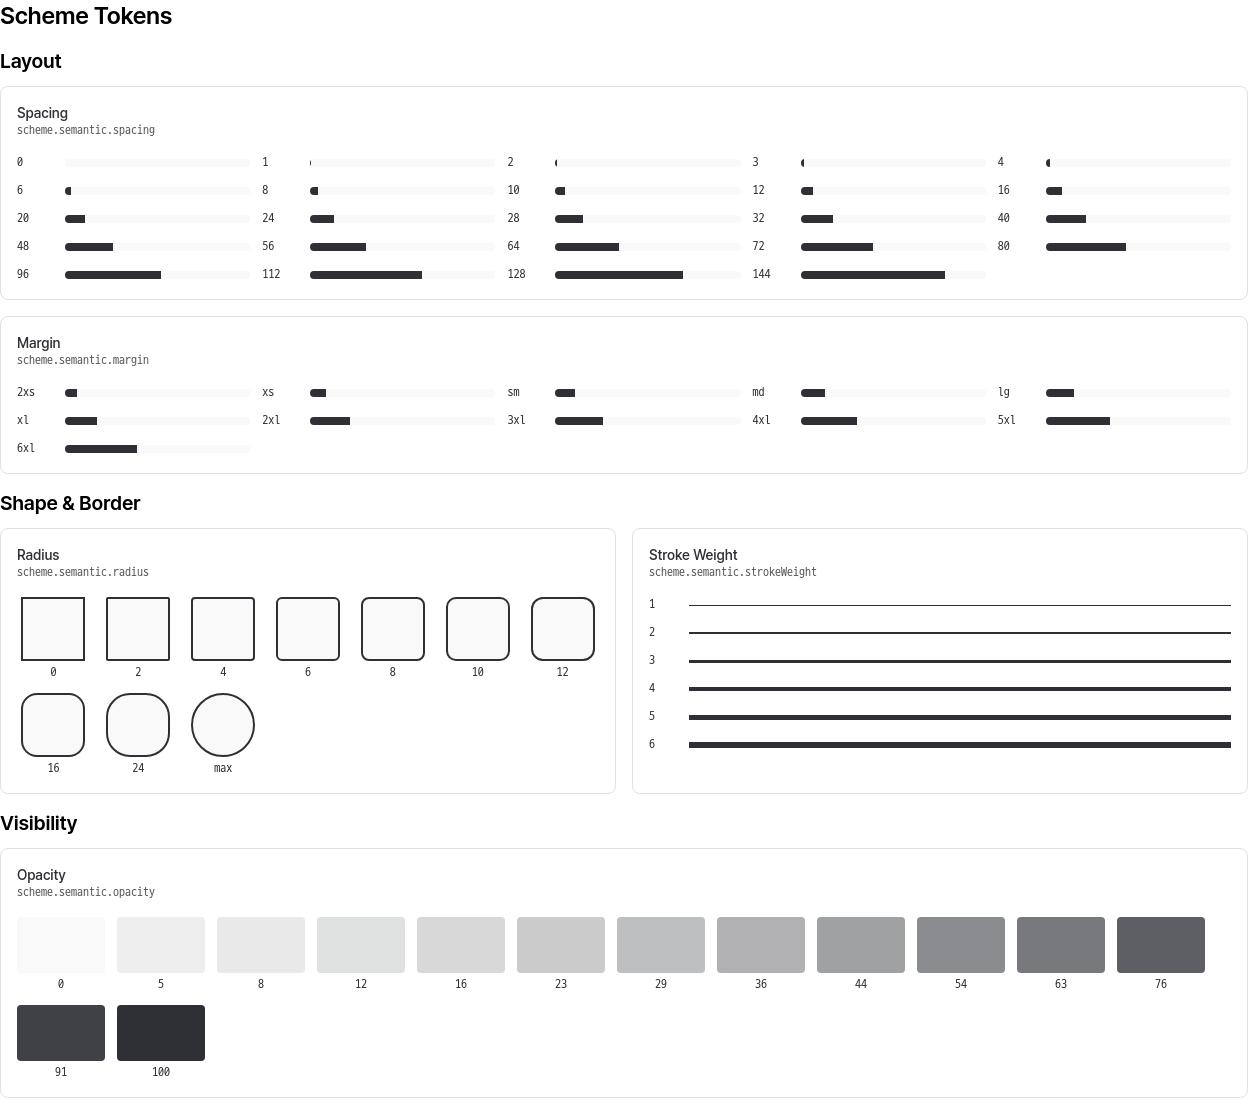 Scheme Tokens
Layout
Spacing
scheme.semantic.spacing
0 1 2 3 4
6 8 10 12 16
20 24 28 32 40
48 56 64 72 80
96 112 128 144
Margin
scheme.semantic.margin
2xs xs sm md lg
xl 2xl 3xl 4xl 5xl
6xl
Shape & Border
Radius
scheme.semantic.radius
0 2 4 6 8 10 12
16 24 max
Stroke Weight
scheme.semantic.strokeWeight
1
2
3
4
5
6
Visibility
Opacity
scheme.semantic.opacity
0 5 8 12 16 23 29 36 44 54 63 76
91 100